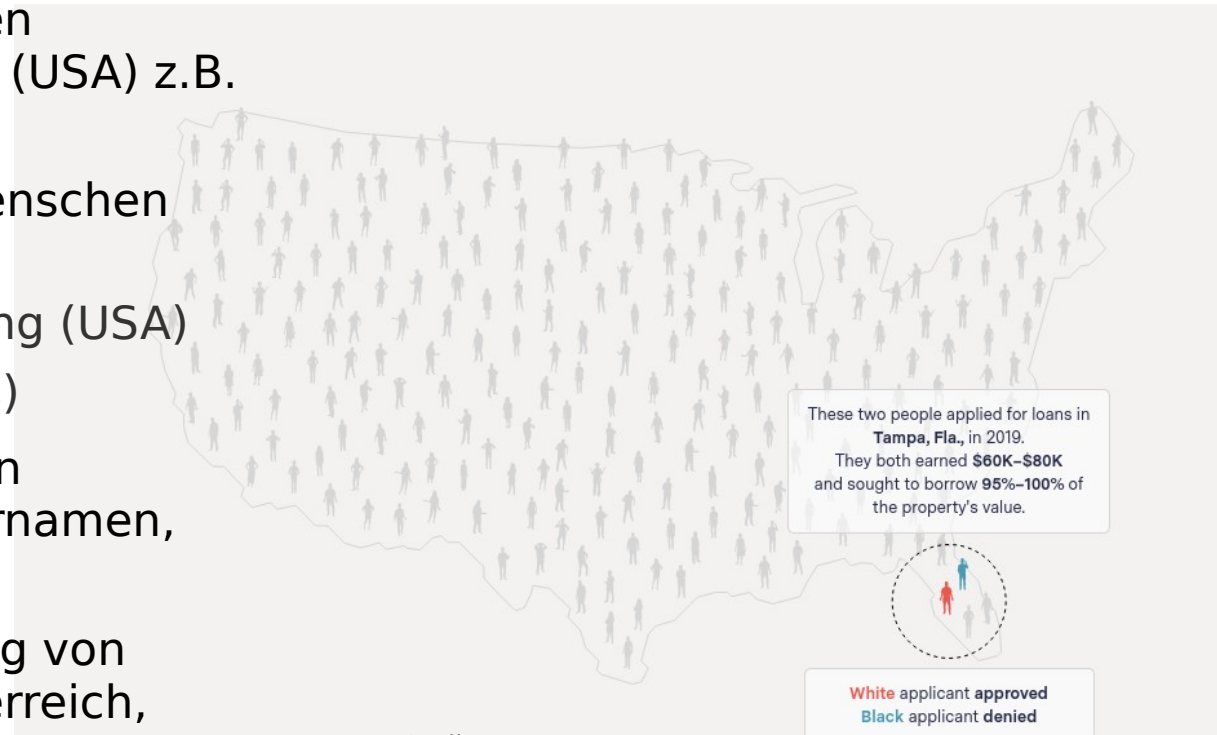 en
(USA) z.B.
enschen
ng (USA)
)
n
rnamen,
g von
erreich,
These two people applied for loans in
Tampa, Fla., in 2019.
They both earned $60K–$80K
and sought to borrow 95%–100% of
the property's value.
White applicant approved
Black applicant denied